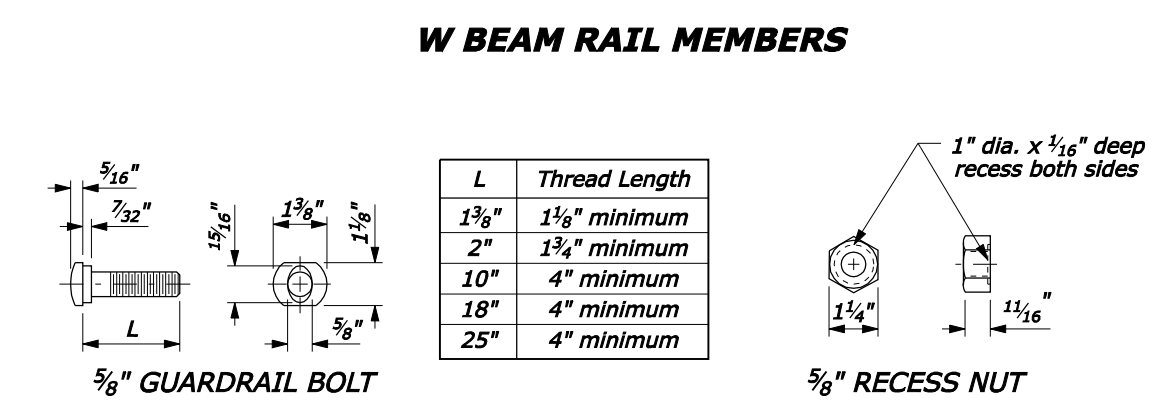 W BEAM RAIL MEMBERS
5/16"
7/32"
15/16"
1 3/8"
1 1/8"
5/8"
L
5/8" GUARDRAIL BOLT
L Thread Length
1 3/8" 1 1/8" minimum
2" 1 3/4" minimum
10" 4" minimum
18" 4" minimum
25" 4" minimum
1" dia. x 1/16" deep
recess both sides
1 1/4"
11/16"
5/8" RECESS NUT